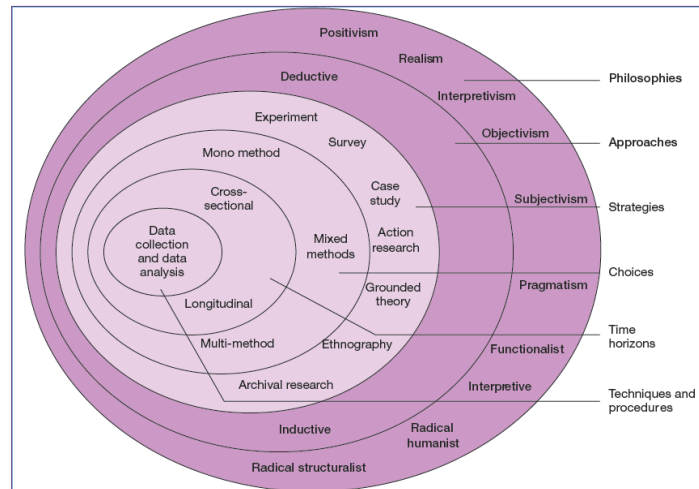 Positivism
Realism
Philosophies
Deductive
Interpretivism
Experiment
Objectivism
Survey
Approaches
Mono method
Case
study
Subjectivism
Strategies
Cross-
sectional
Data
collection
and data
analysis
Mixed
methods
Action
research
Choices
Grounded
theory
Pragmatism
Longitudinal
Time
horizons
Multi-method
Ethnography
Functionalist
Archival research
Interpretive
Techniques and
procedures
Inductive
Radical
humanist
Radical structuralist